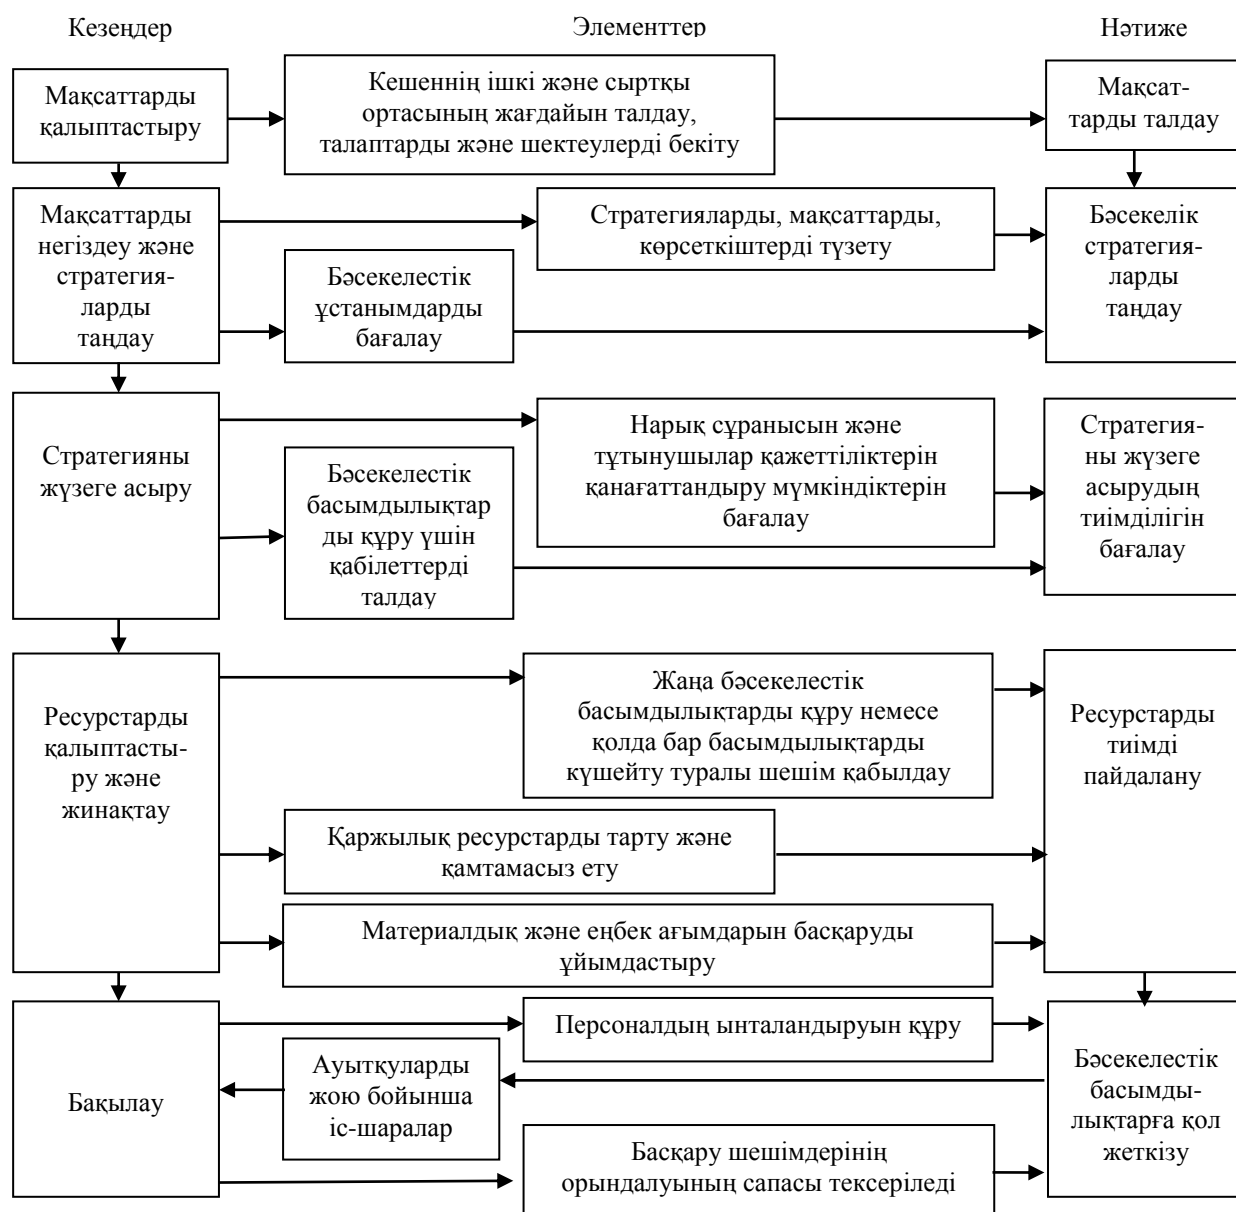 Кезеңдер
Элементтер
Нәтиже
Мақсаттарды
қалыптастыру
Кешеннің ішкі және сыртқы
ортасының жағдайын талдау,
талаптарды және шектеулерді бекіту
Мақсат-
тарды талдау
Мақсаттарды
негіздеу және
стратегия-
ларды
таңдау
Стратегияларды, мақсаттарды,
көрсеткіштерді түзету
Бәсекелестік
ұстанымдарды
бағалау
Бәсекелік
стратегия-
ларды
таңдау
Стратегияны
жүзеге асыру
Нарық сұранысын және
тұтынушылар қажеттіліктерін
қанағаттандыру мүмкіндіктерін
бағалау
Бәсекелестік
басымдылықтар
ды құру үшін
қабілеттерді
талдау
Стратегия-
ны жүзеге
асырудың
тиімділігін
бағалау
Ресурстарды
қалыптасты-
ру және
жинақтау
Жаңа бәсекелестік
басымдылықтарды құру немесе
қолда бар басымдылықтарды
күшейту туралы шешім қабылдау
Қаржылық ресурстарды тарту және
қамтамасыз ету
Материалдық және еңбек ағымдарын басқаруды
ұйымдастыру
Ресурстарды
тиімді
пайдалану
Бақылау
Персоналдың ынталандыруын құру
Ауытқуларды
жою бойынша
іс-шаралар
Басқару шешімдерінің
орындалуының сапасы тексеріледі
Бәсекелестік
басымды-
лықтарға қол
жеткізу